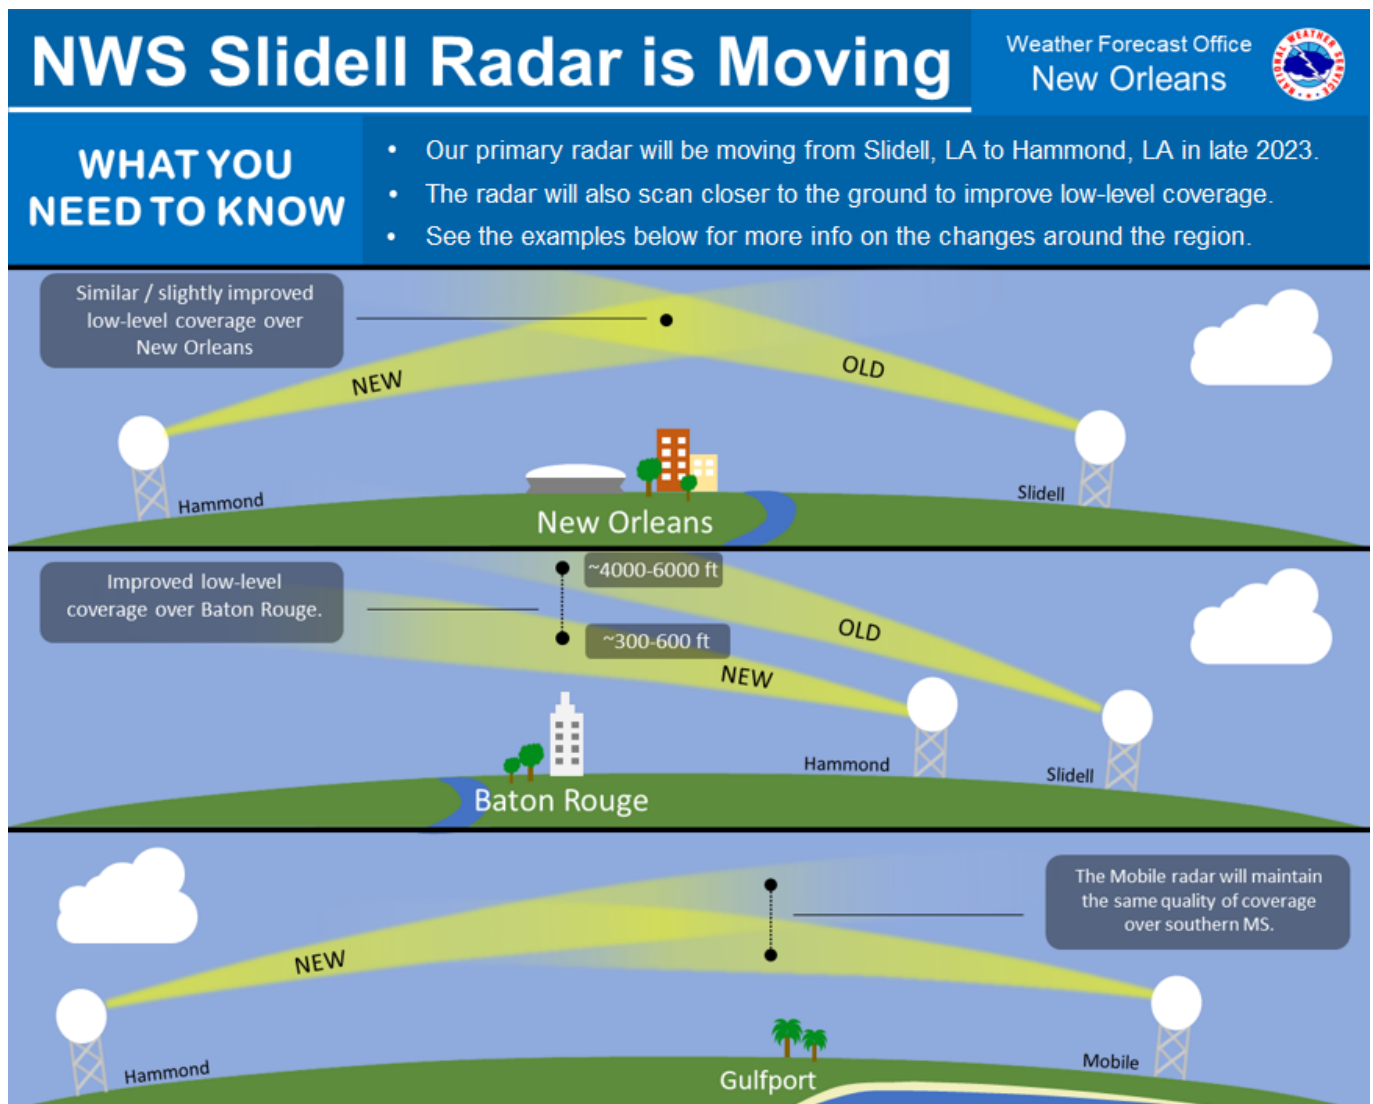 NWS Slidell Radar is Moving
Weather Forecast Office
New Orleans
NATIONAL WEATHER SERVICE
WHAT YOU
NEED TO KNOW
• Our primary radar will be moving from Slidell, LA to Hammond, LA in late 2023.
• The radar will also scan closer to the ground to improve low-level coverage.
• See the examples below for more info on the changes around the region.
Similar / slightly improved
low-level coverage over
New Orleans
NEW
OLD
Hammond
Slidell
New Orleans
Improved low-level
coverage over Baton Rouge.
~4000-6000 ft
~300-600 ft
OLD
NEW
Hammond
Slidell
Baton Rouge
The Mobile radar will maintain
the same quality of coverage
over southern MS.
NEW
Hammond
Mobile
Gulfport